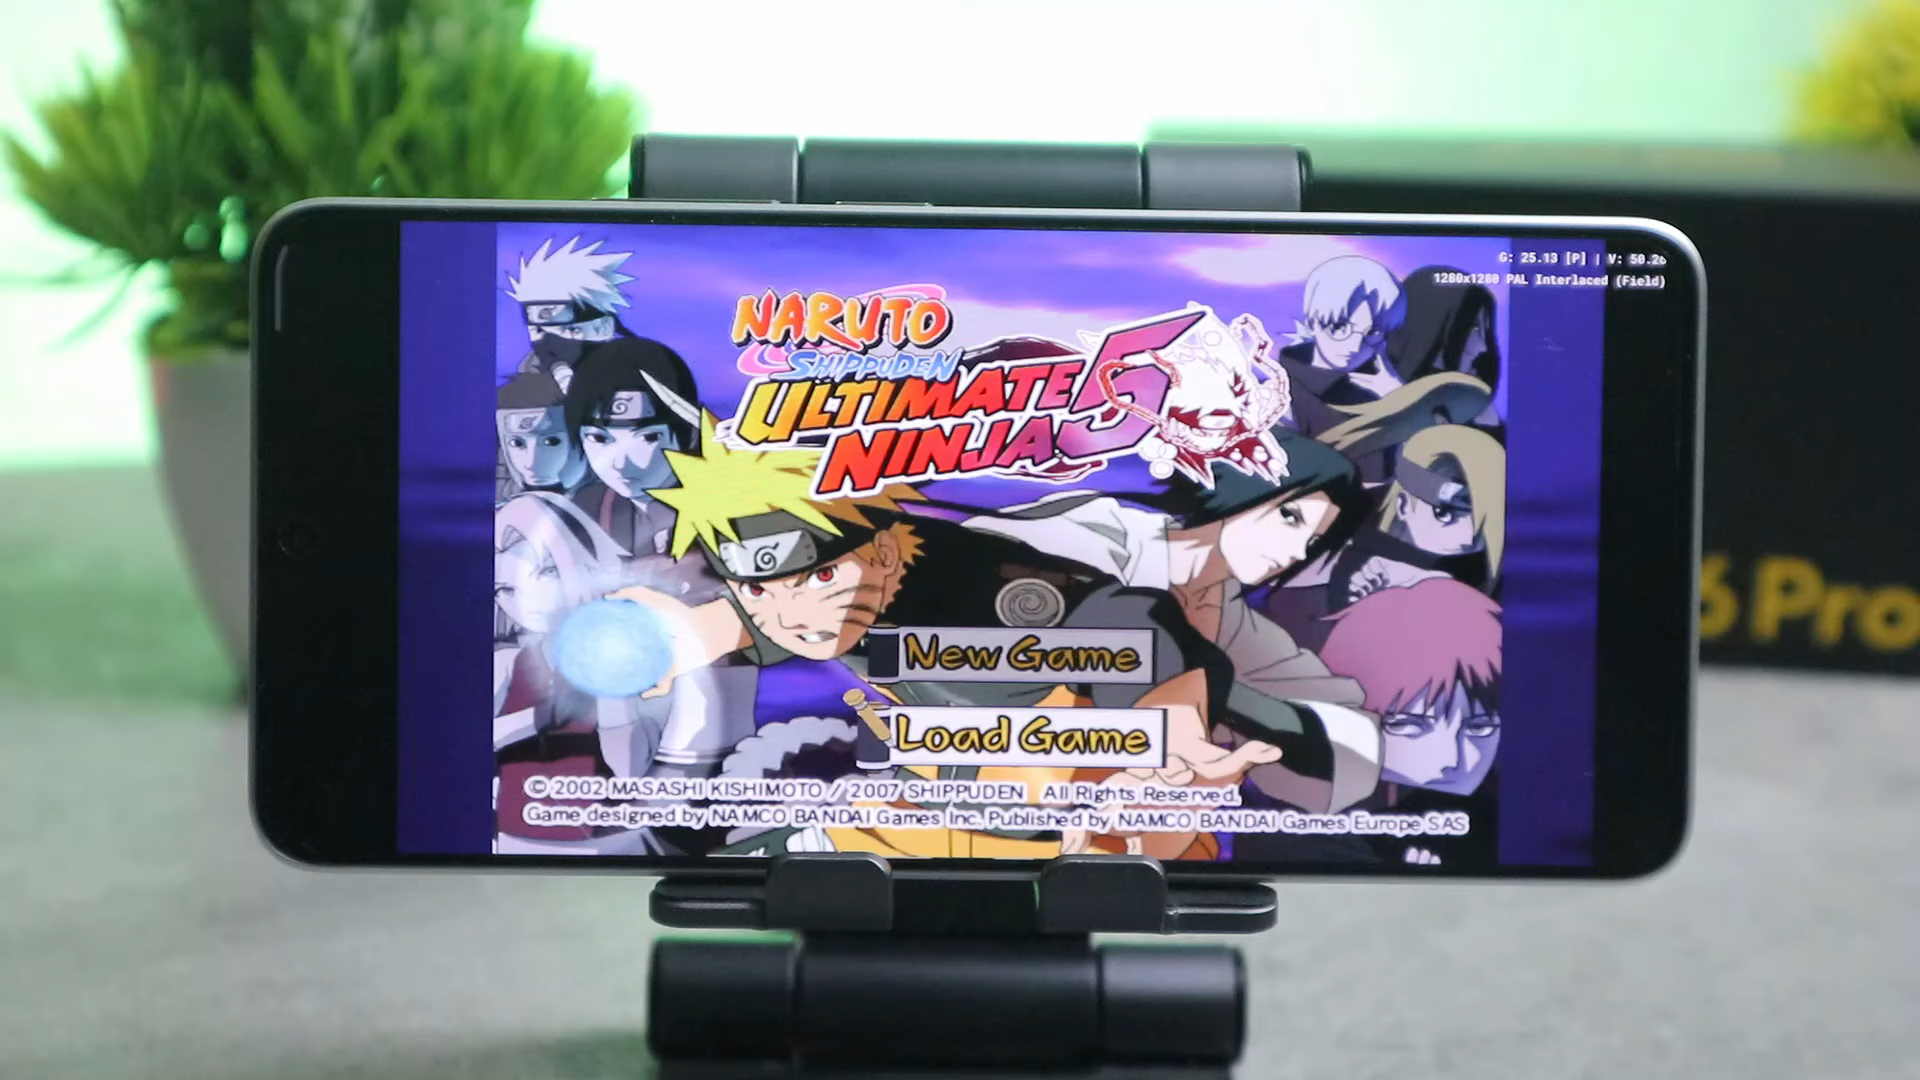 G: 25.13 [P] | V: 50.26
1280x1280 PAL Interlaced (Field)
NARUTO
SHIPPUDEN
ULTIMATE
NINJA 5
6 Pro
New Game
Load Game
© 2002 MASASHI KISHIMOTO / 2007 SHIPPUDEN All Rights Reserved.
Game designed by NAMCO BANDAI Games Inc. Published by NAMCO BANDAI Games Europe SAS